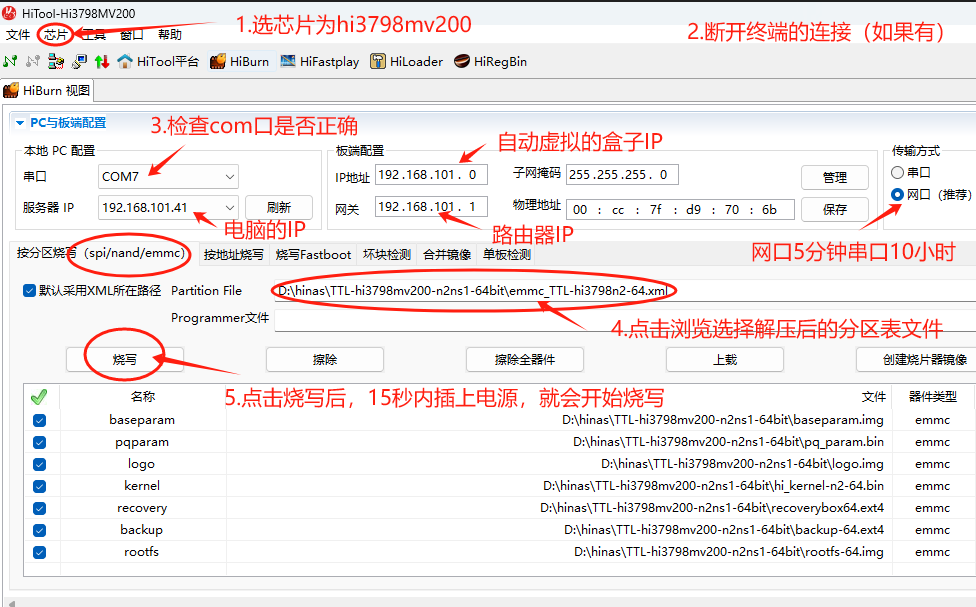 HiTool-Hi3798MV200
文件 芯片 工具 窗口 帮助
1.选芯片为hi3798mv200
2.断开终端的连接（如果有）
HiTool平台 HiBurn HiFastplay HiLoader HiRegBin
HiBurn 视图
PC与板端配置
3.检查com口是否正确
自动虚拟的盒子IP
本地 PC 配置 板端配置 传输方式
串口 COM7 IP地址 192.168.101. 0 子网掩码 255.255.255. 0 管理 串口
服务器 IP 192.168.101.41 刷新 网关 192.168.101. 1 物理地址 00 : cc : 7f : d9 : 70 : 6b 保存 网口（推荐）
电脑的IP 路由器IP
网口5分钟串口10小时
按分区烧写 (spi/nand/emmc) 按地址烧写 烧写Fastboot 坏块检测 合并镜像 单板检测
默认采用XML所在路径 Partition File D:\hinas\TTL-hi3798mv200-n2ns1-64bit\emmc_TTL-hi3798n2-64.xml
Programmer文件
4.点击浏览选择解压后的分区表文件
烧写 擦除 擦除全器件 上载 创建烧片器镜像
5.点击烧写后，15秒内插上电源，就会开始烧写
名称 文件 器件类型
baseparam D:\hinas\TTL-hi3798mv200-n2ns1-64bit\baseparam.img emmc
pqparam D:\hinas\TTL-hi3798mv200-n2ns1-64bit\pq_param.bin emmc
logo D:\hinas\TTL-hi3798mv200-n2ns1-64bit\logo.img emmc
kernel D:\hinas\TTL-hi3798mv200-n2ns1-64bit\hi_kernel-n2-64.bin emmc
recovery D:\hinas\TTL-hi3798mv200-n2ns1-64bit\recoverybox64.ext4 emmc
backup D:\hinas\TTL-hi3798mv200-n2ns1-64bit\backup-64.ext4 emmc
rootfs D:\hinas\TTL-hi3798mv200-n2ns1-64bit\rootfs-64.img emmc